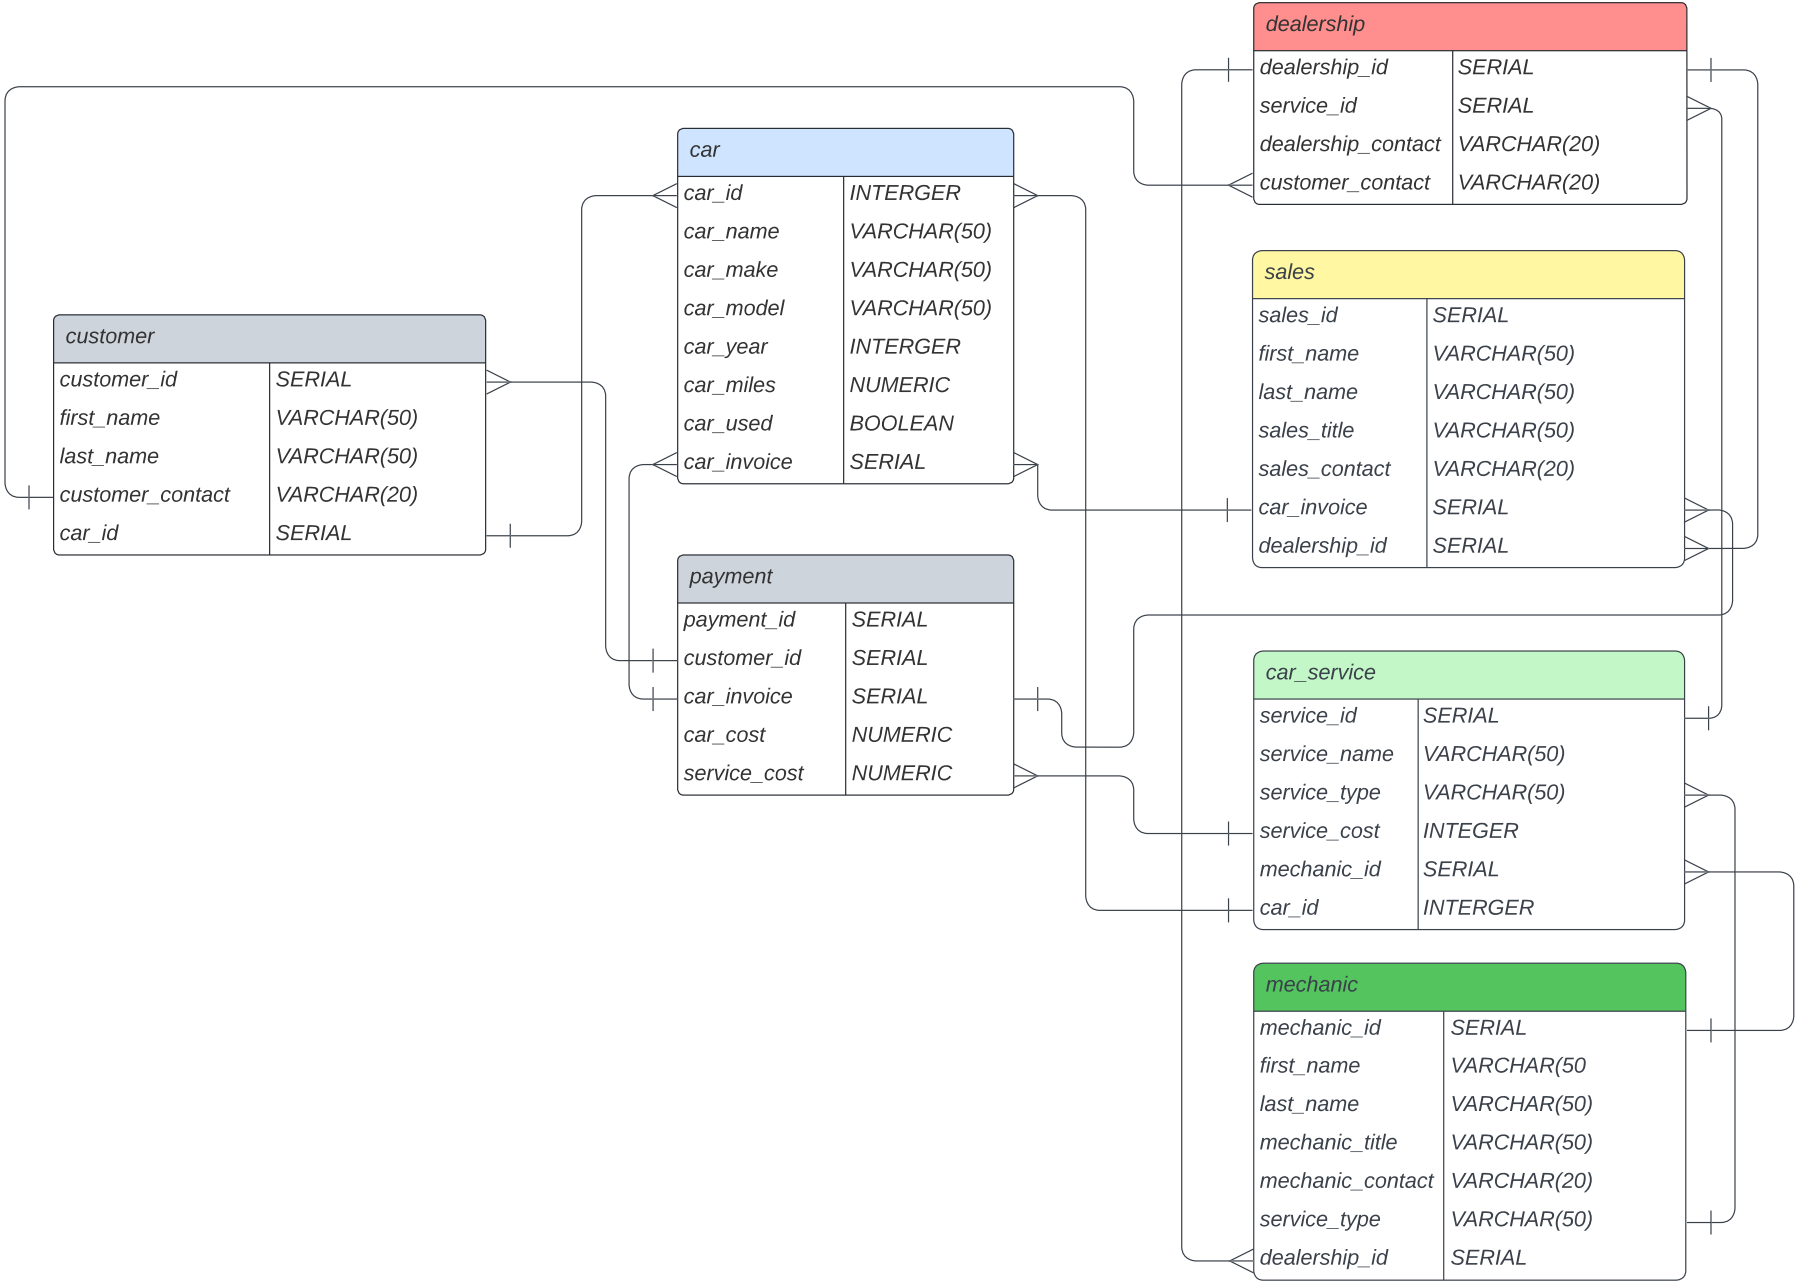 dealership
dealership_id SERIAL
service_id SERIAL
dealership_contact VARCHAR(20)
customer_contact VARCHAR(20)
car
car_id INTERGER
car_name VARCHAR(50)
car_make VARCHAR(50)
car_model VARCHAR(50)
car_year INTERGER
car_miles NUMERIC
car_used BOOLEAN
car_invoice SERIAL
sales
sales_id SERIAL
first_name VARCHAR(50)
last_name VARCHAR(50)
sales_title VARCHAR(50)
sales_contact VARCHAR(20)
car_invoice SERIAL
dealership_id SERIAL
customer
customer_id SERIAL
first_name VARCHAR(50)
last_name VARCHAR(50)
customer_contact VARCHAR(20)
car_id SERIAL
payment
payment_id SERIAL
customer_id SERIAL
car_invoice SERIAL
car_cost NUMERIC
service_cost NUMERIC
car_service
service_id SERIAL
service_name VARCHAR(50)
service_type VARCHAR(50)
service_cost INTEGER
mechanic_id SERIAL
car_id INTERGER
mechanic
mechanic_id SERIAL
first_name VARCHAR(50
last_name VARCHAR(50)
mechanic_title VARCHAR(50)
mechanic_contact VARCHAR(20)
service_type VARCHAR(50)
dealership_id SERIAL